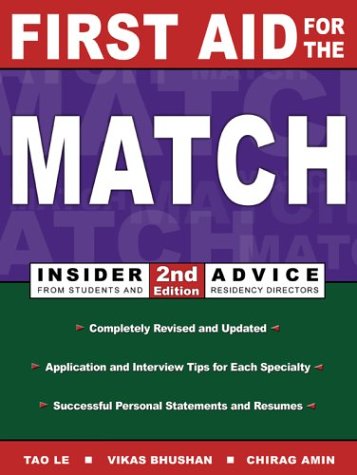 FIRST AID FOR THE
MATCH
INSIDER 2nd Edition ADVICE
FROM STUDENTS AND RESIDENCY DIRECTORS
Completely Revised and Updated
Application and Interview Tips for Each Specialty
Successful Personal Statements and Resumes
TAO LE VIKAS BHUSHAN CHIRAG AMIN